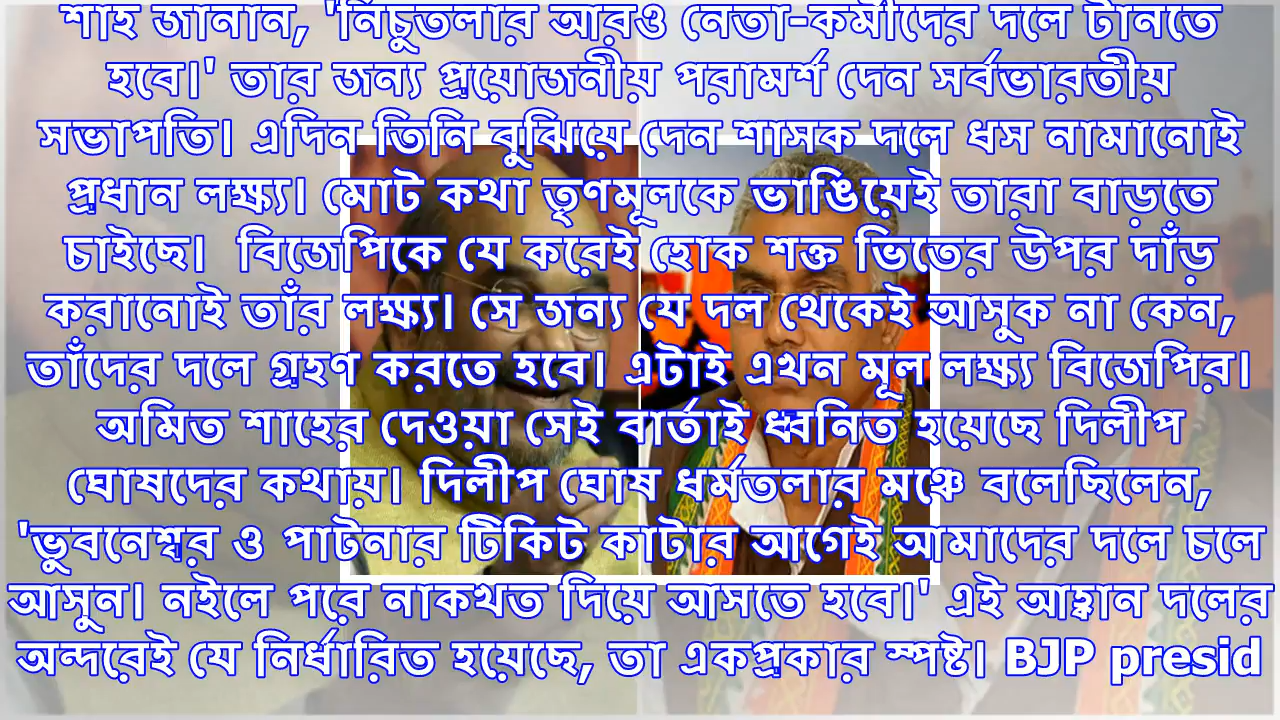 শাহ জানান, 'নিচুতলার আরও নেতা-কর্মীদের দলে টানতে
হবে।' তার জন্য প্রয়োজনীয় পরামর্শ দেন সর্বভারতীয়
সভাপতি। এদিন তিনি বুঝিয়ে দেন শাসক দলে ধস নামানোই
প্রধান লক্ষ্য। মোট কথা তৃণমূলকে ভাঙিয়েই তারা বাড়তে
চাইছে।  বিজেপিকে যে করেই হোক শক্ত ভিতের উপর দাঁড়
করানোই তাঁর লক্ষ্য। সে জন্য যে দল থেকেই আসুক না কেন,
তাঁদের দলে গ্রহণ করতে হবে। এটাই এখন মূল লক্ষ্য বিজেপির।
অমিত শাহের দেওয়া সেই বার্তাই ধ্বনিত হয়েছে দিলীপ
ঘোষদের কথায়। দিলীপ ঘোষ ধর্মতলার মঞ্চে বলেছিলেন,
'ভুবনেশ্বর ও পাটনার টিকিট কাটার আগেই আমাদের দলে চলে
আসুন। নইলে পরে নাকখত দিয়ে আসতে হবে।' এই আহ্বান দলের
অন্দরেই যে নির্ধারিত হয়েছে, তা একপ্রকার স্পষ্ট। BJP presid